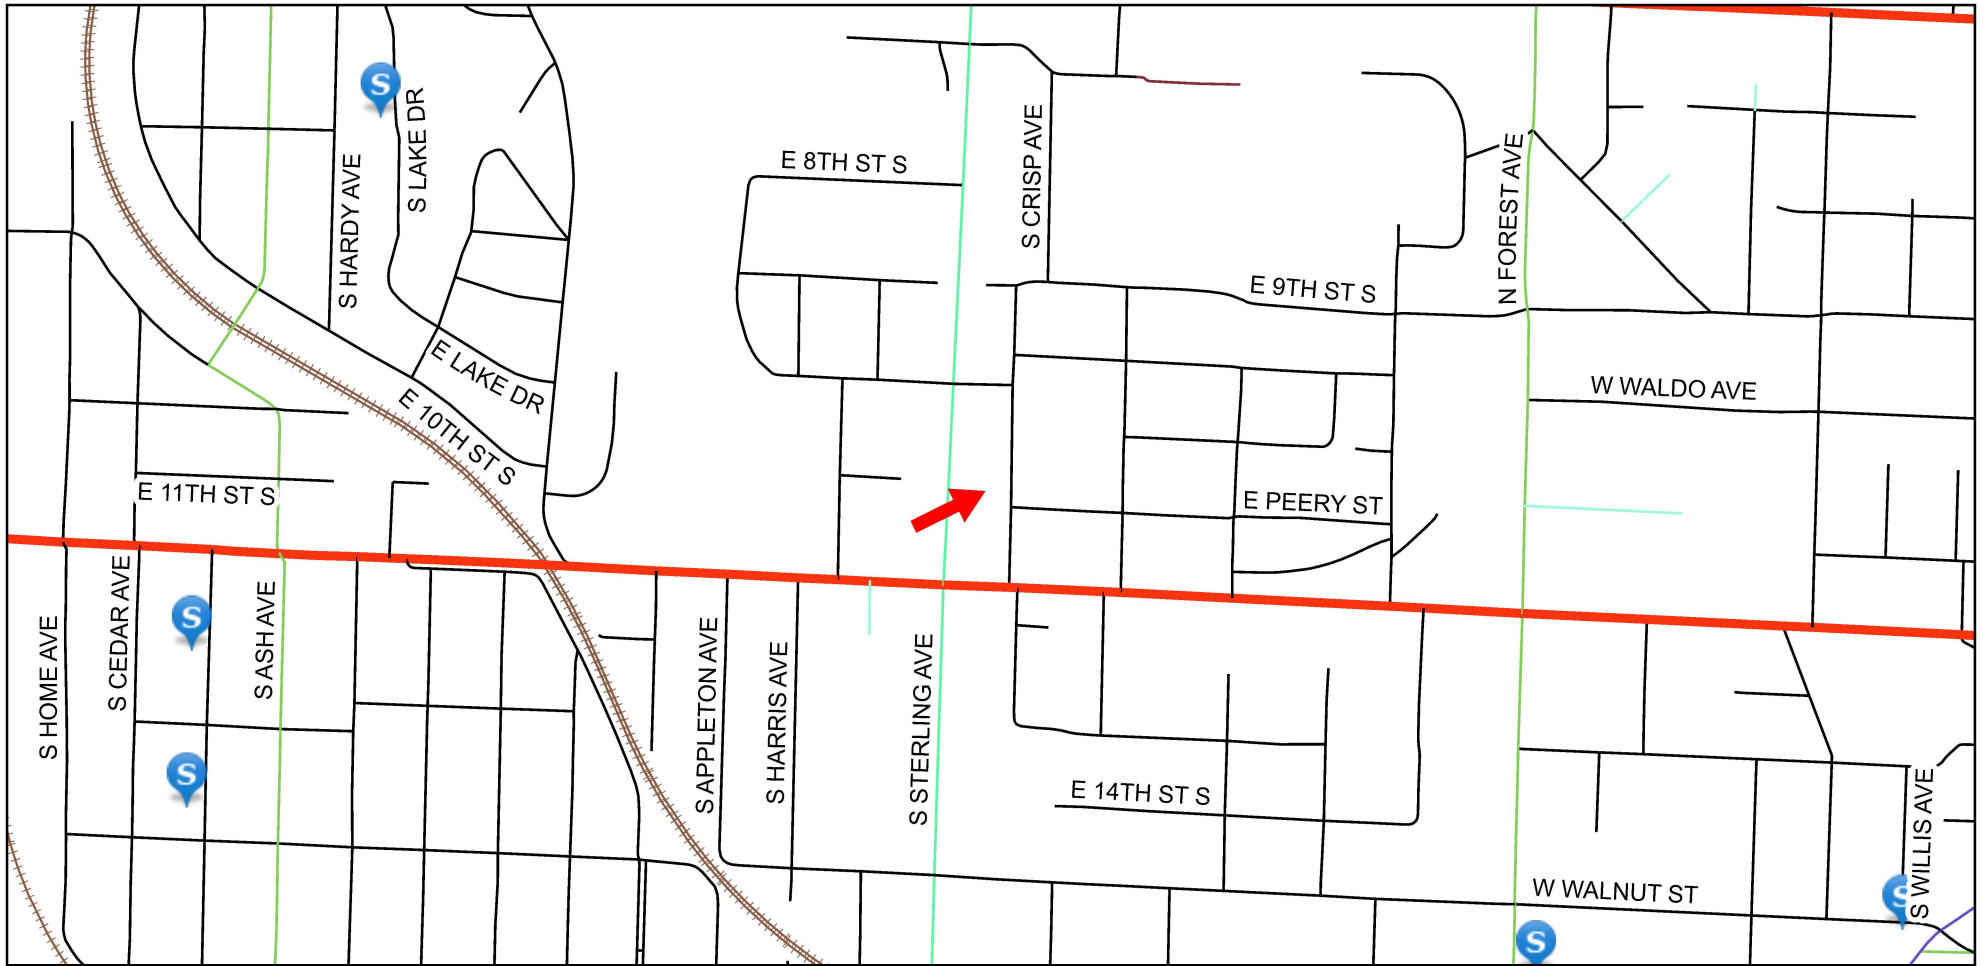 S
S LAKE DR
S HARDY AVE
E 8TH ST S
S CRISP AVE
N FOREST AVE
E 9TH ST S
E LAKE DR
W WALDO AVE
E 10TH ST S
E 11TH ST S
E PEERY ST
S HOME AVE
S CEDAR AVE
S
S ASH AVE
S APPLETON AVE
S HARRIS AVE
S STERLING AVE
S
E 14TH ST S
W WALNUT ST
S
S WILLIS AVE
S